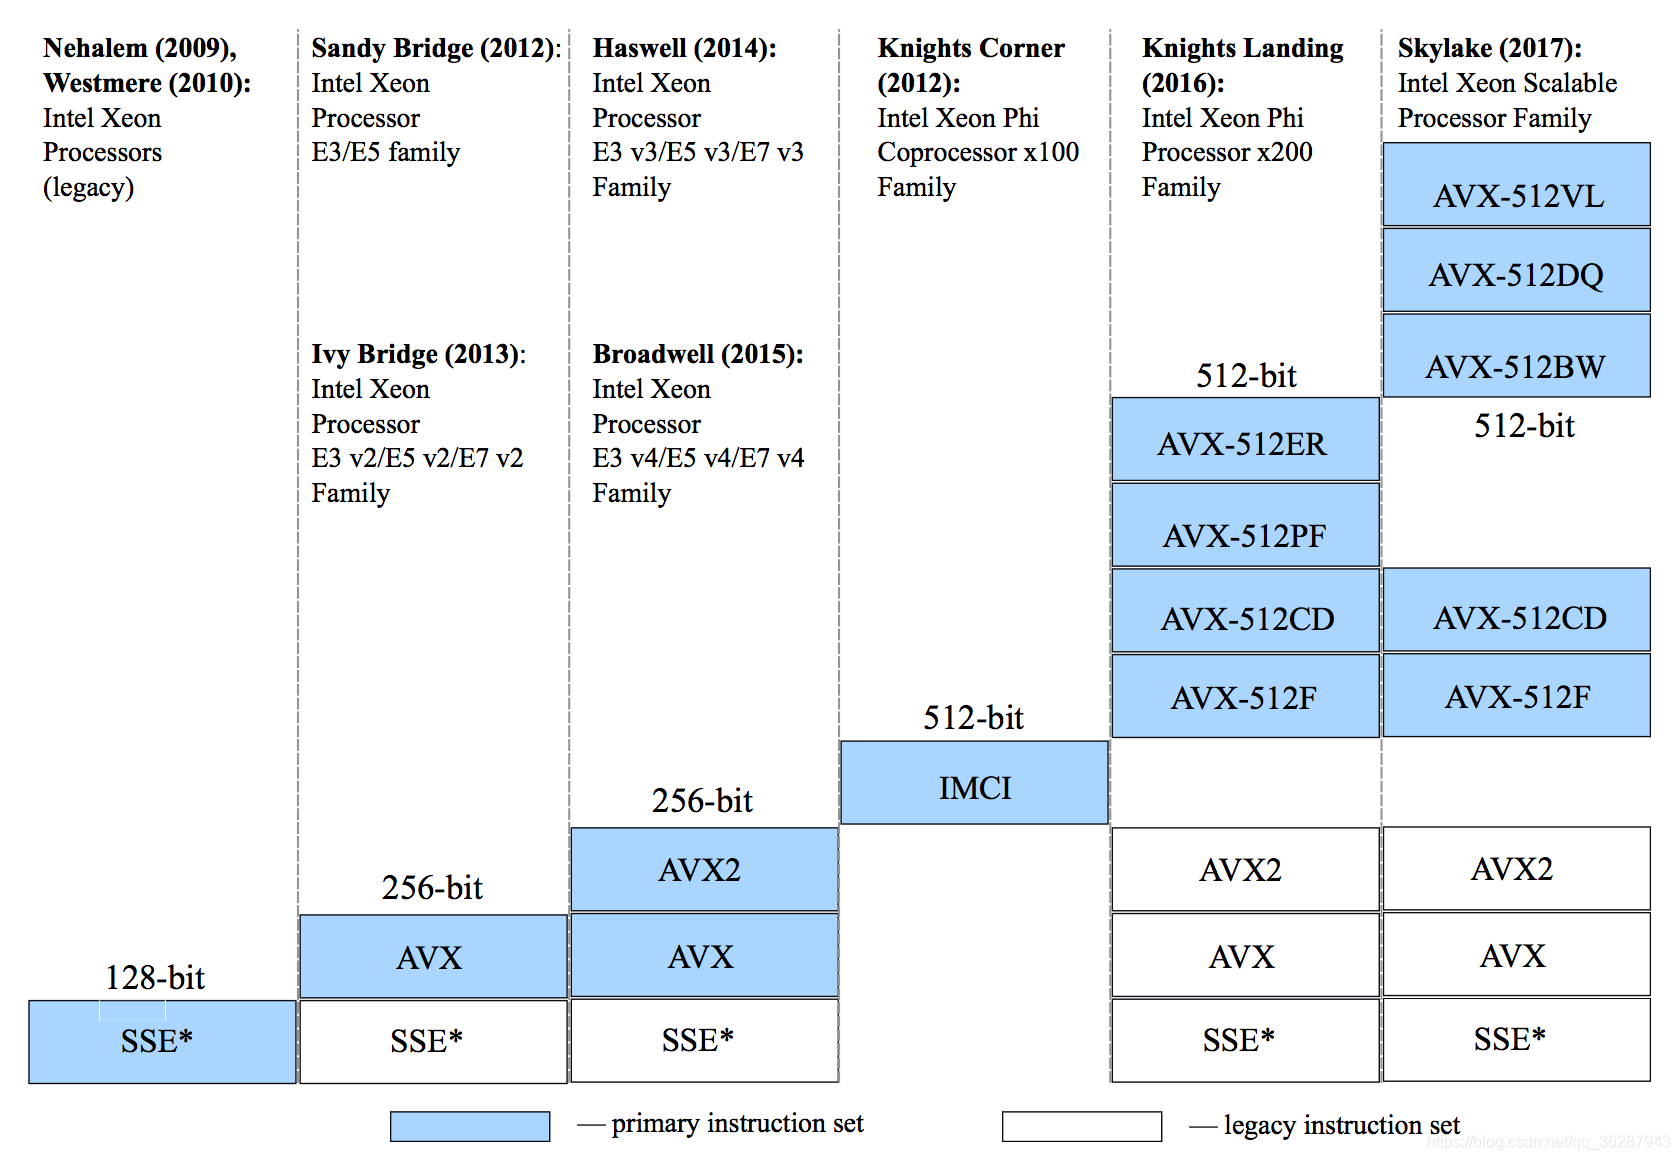 Nehalem (2009),
Westmere (2010):
Intel Xeon
Processors
(legacy)
Sandy Bridge (2012):
Intel Xeon
Processor
E3/E5 family
Ivy Bridge (2013):
Intel Xeon
Processor
E3 v2/E5 v2/E7 v2
Family
Haswell (2014):
Intel Xeon
Processor
E3 v3/E5 v3/E7 v3
Family
Broadwell (2015):
Intel Xeon
Processor
E3 v4/E5 v4/E7 v4
Family
Knights Corner
(2012):
Intel Xeon Phi
Coprocessor x100
Family
Knights Landing
(2016):
Intel Xeon Phi
Processor x200
Family
Skylake (2017):
Intel Xeon Scalable
Processor Family
128-bit
SSE*
256-bit
AVX
SSE*
256-bit
AVX2
AVX
SSE*
512-bit
IMCI
512-bit
AVX-512ER
AVX-512PF
AVX-512CD
AVX-512F
AVX2
AVX
SSE*
AVX-512VL
AVX-512DQ
AVX-512BW
512-bit
AVX-512CD
AVX-512F
AVX2
AVX
SSE*
— primary instruction set
— legacy instruction set
https://blog.csdn.net/qq_36287943